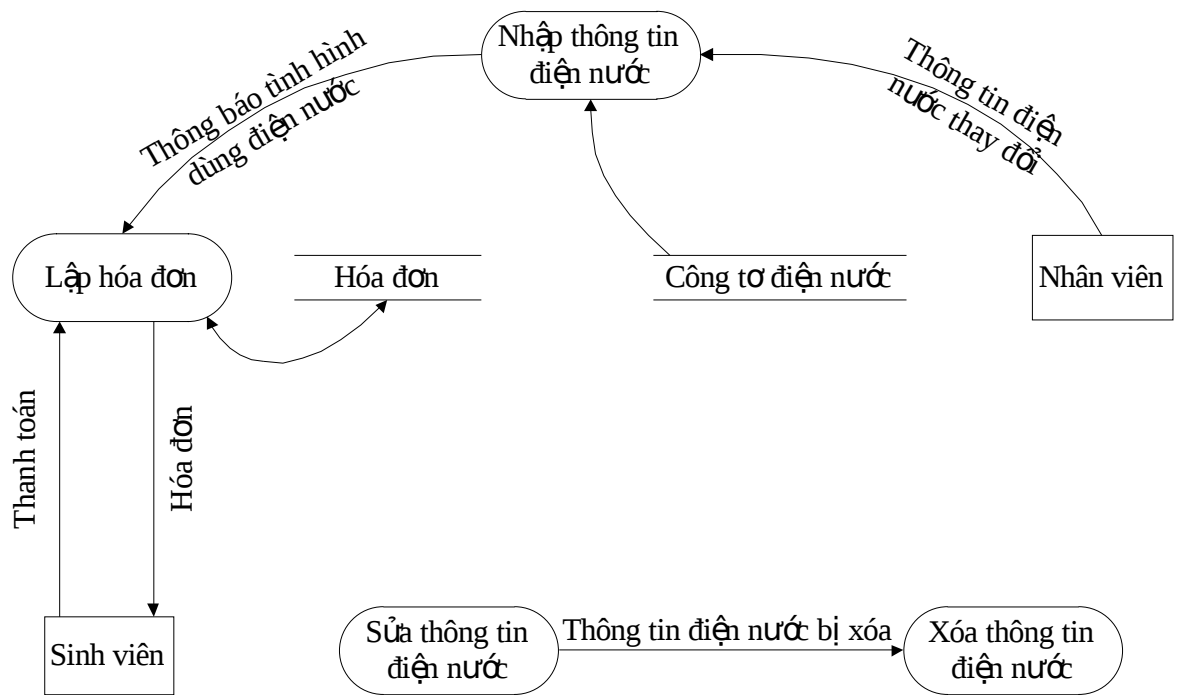 Nhập thông tin
điện nước
Thông báo tình hình
dùng điện nước
Thông tin điện
nước thay đổi
Lập hóa đơn
Hóa đơn
Công tơ điện nước
Nhân viên
Thanh toán
Hóa đơn
Sinh viên
Sửa thông tin
điện nước
Thông tin điện nước bị xóa
Xóa thông tin
điện nước